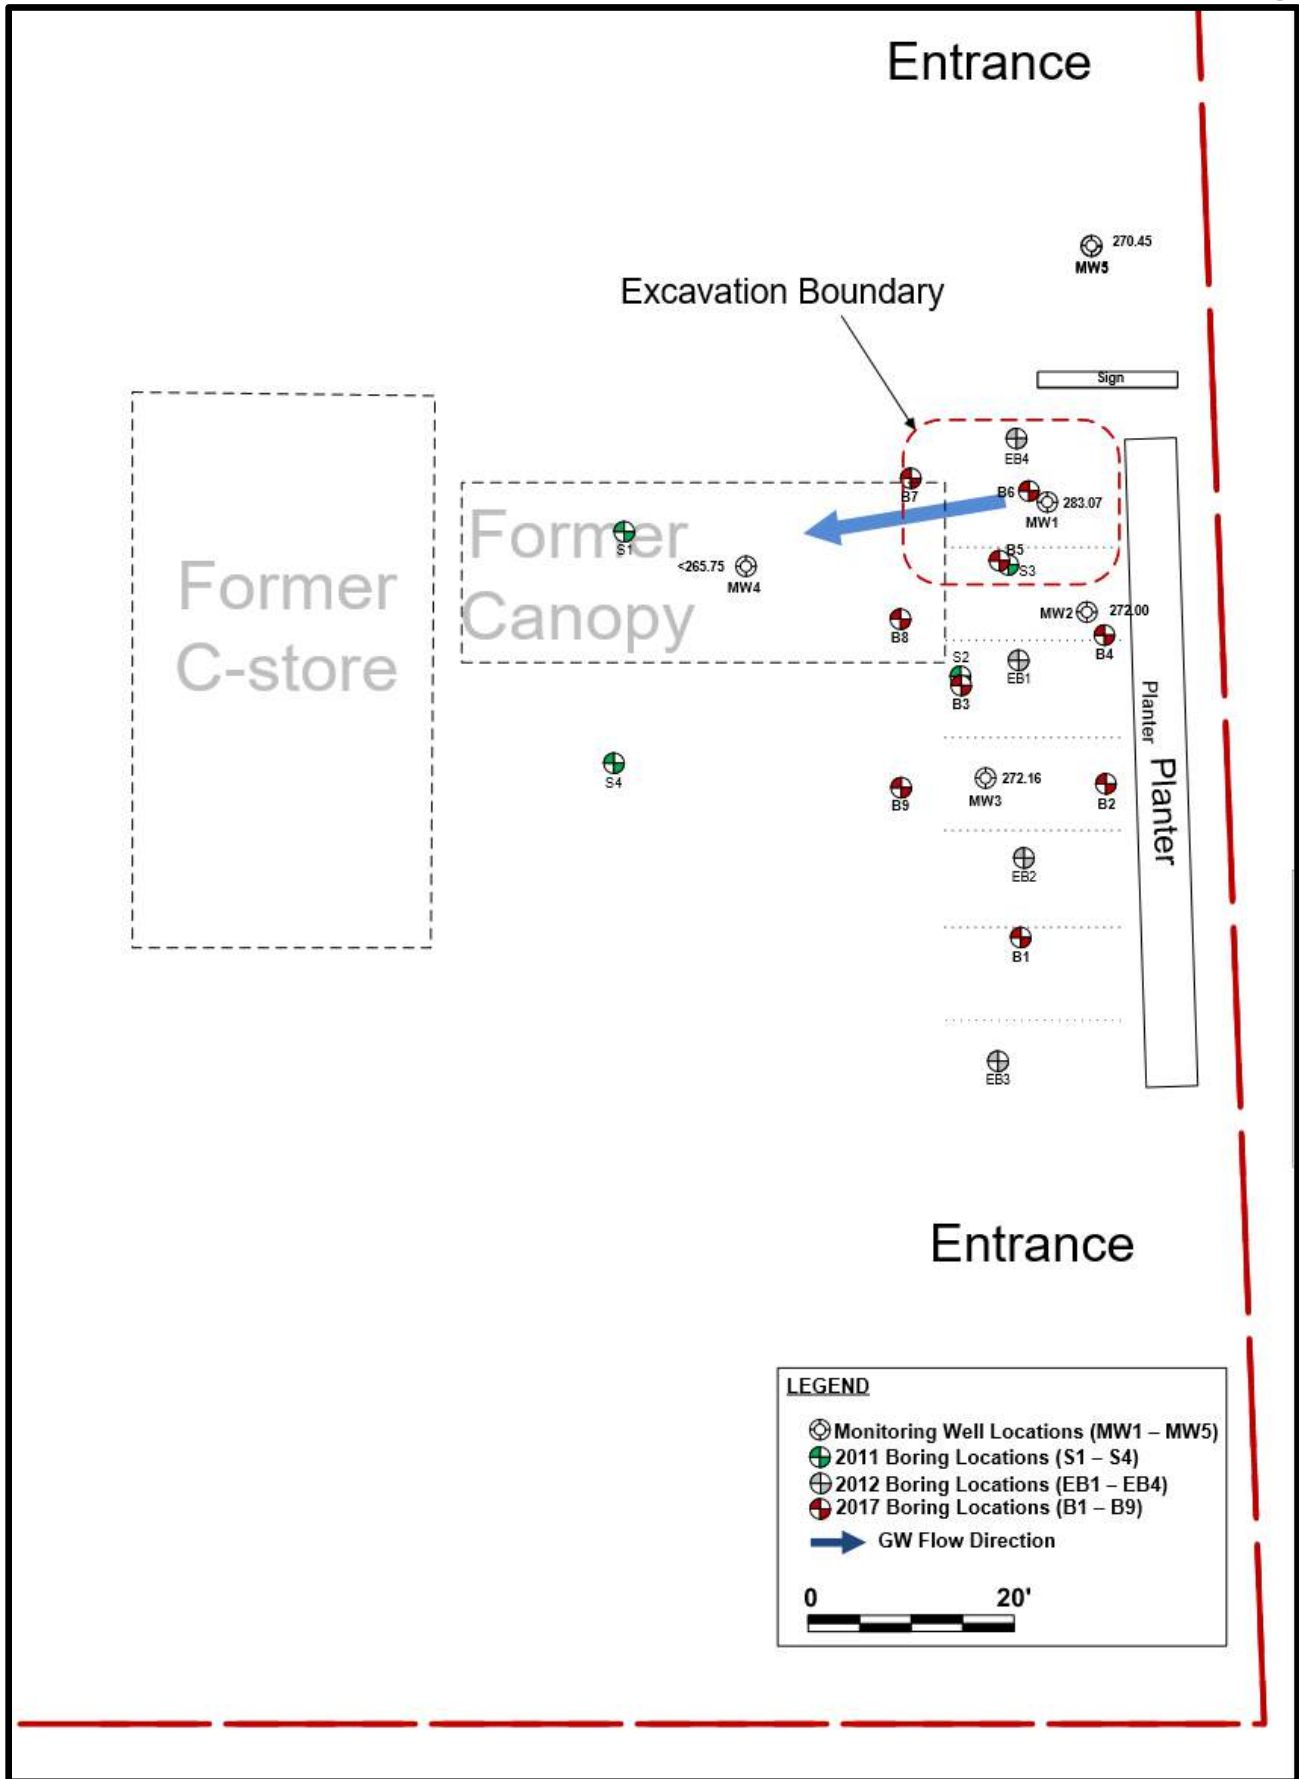 Entrance
270.45
MW5
Excavation Boundary
Sign
EB4
B7
B6
283.07
MW1
Former
Canopy
S1
<265.75
MW4
B5
S3
Former
C-store
MW2
272.00
B4
B8
S2
EB1
B3
Planter
Planter
S4
B9
272.16
MW3
B2
EB2
B1
EB3
Entrance
LEGEND
Monitoring Well Locations (MW1 – MW5)
2011 Boring Locations (S1 – S4)
2012 Boring Locations (EB1 – EB4)
2017 Boring Locations (B1 – B9)
GW Flow Direction
0 20'